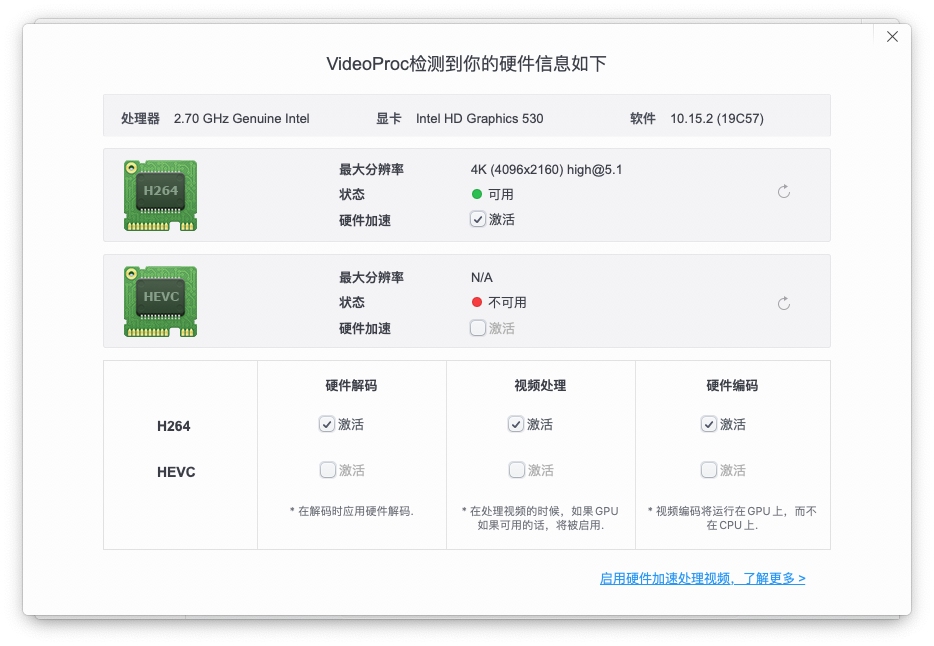 VideoProc检测到你的硬件信息如下
处理器 2.70 GHz Genuine Intel 显卡 Intel HD Graphics 530 软件 10.15.2 (19C57)
H264
最大分辨率 4K (4096x2160) high@5.1
状态 可用
硬件加速 激活
HEVC
最大分辨率 N/A
状态 不可用
硬件加速 激活
硬件解码 视频处理 硬件编码
H264 激活 激活 激活
HEVC 激活 激活 激活
* 在解码时应用硬件解码.
* 在处理视频的时候，如果GPU
如果可用的话，将被启用.
* 视频编码将运行在GPU上，而不
在CPU上.
启用硬件加速处理视频，了解更多 >